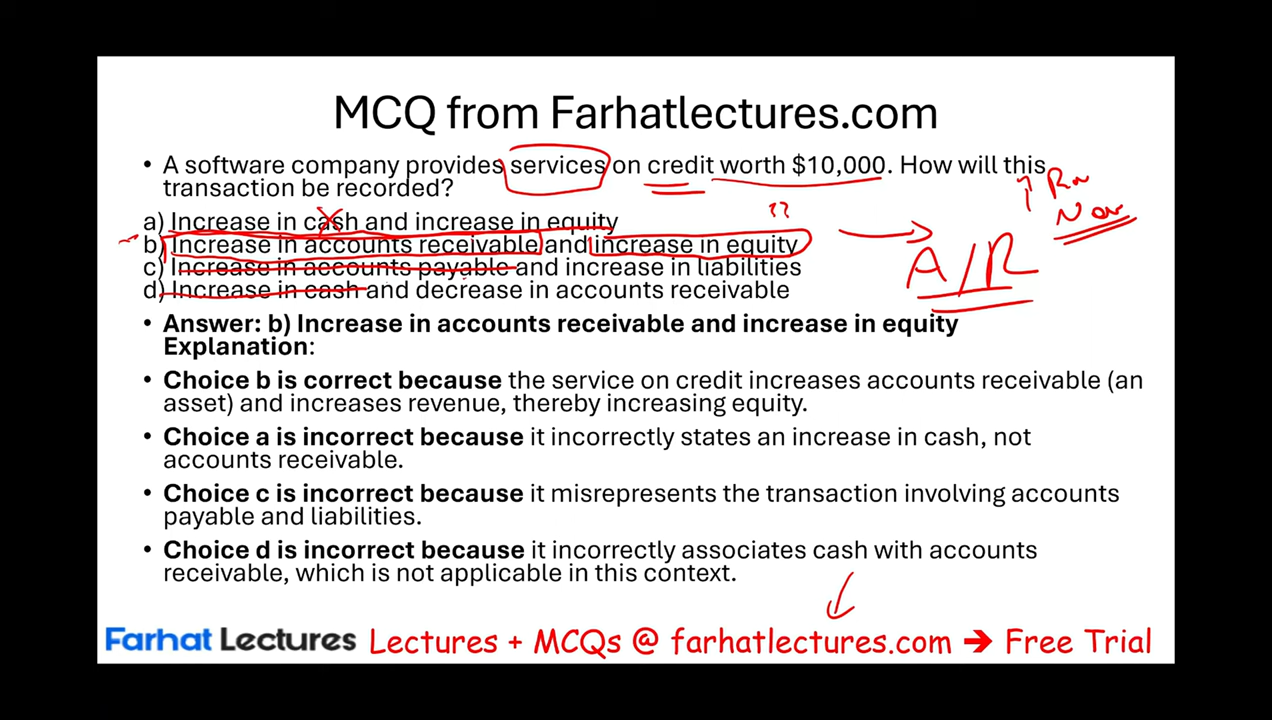 MCQ from Farhatlectures.com
• A software company provides services on credit worth $10,000. How will this
transaction be recorded?
a) Increase in cash and increase in equity
b) Increase in accounts receivable and increase in equity
c) Increase in accounts payable and increase in liabilities
d) Increase in cash and decrease in accounts receivable
??
A/R
• Answer: b) Increase in accounts receivable and increase in equity
Explanation:
• Choice b is correct because the service on credit increases accounts receivable (an
asset) and increases revenue, thereby increasing equity.
• Choice a is incorrect because it incorrectly states an increase in cash, not
accounts receivable.
• Choice c is incorrect because it misrepresents the transaction involving accounts
payable and liabilities.
• Choice d is incorrect because it incorrectly associates cash with accounts
receivable, which is not applicable in this context.
Farhat Lectures Lectures + MCQs @ farhatlectures.com → Free Trial